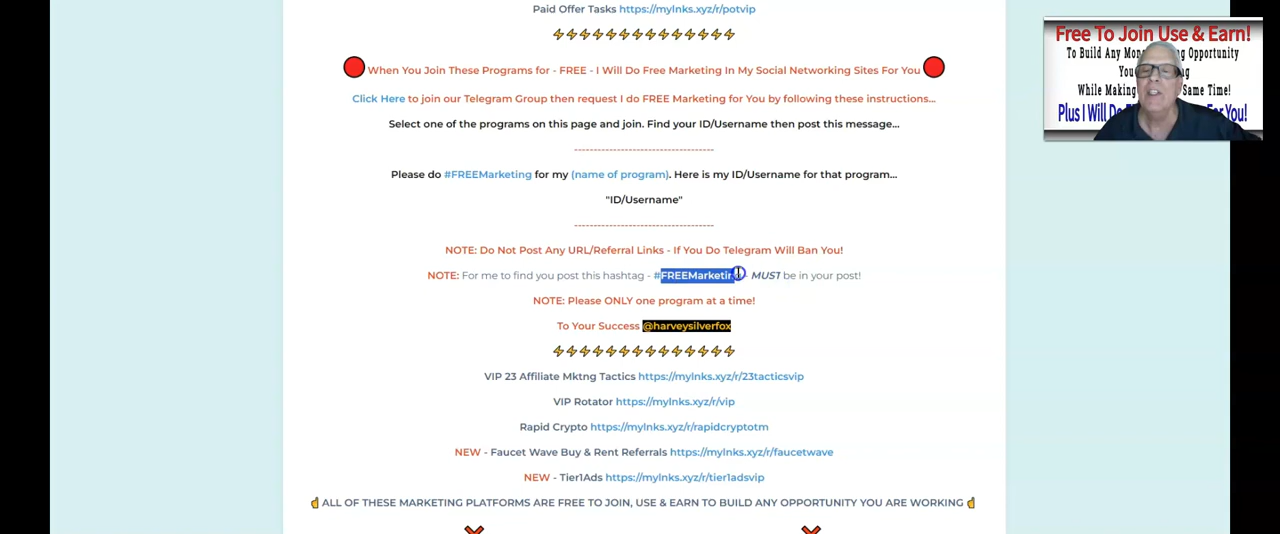 Paid Offer Tasks https://mylnks.xyz/r/potvip
When You Join These Programs for - FREE - I Will Do Free Marketing In My Social Networking Sites For You
Click Here to join our Telegram Group then request I do FREE Marketing for You by following these instructions...
Select one of the programs on this page and join. Find your ID/Username then post this message...
-----------------------------------
Please do #FREEMarketing for my (name of program). Here is my ID/Username for that program...
"ID/Username"
-----------------------------------
NOTE: Do Not Post Any URL/Referral Links - If You Do Telegram Will Ban You!
NOTE: For me to find you post this hashtag - #FREEMarketing - MUST be in your post!
NOTE: Please ONLY one program at a time!
To Your Success @harveysilverfox
VIP 23 Affiliate Mktng Tactics https://mylnks.xyz/r/23tacticsvip
VIP Rotator https://mylnks.xyz/r/vip
Rapid Crypto https://mylnks.xyz/r/rapidcryptotm
NEW - Faucet Wave Buy & Rent Referrals https://mylnks.xyz/r/faucetwave
NEW - Tier1Ads https://mylnks.xyz/r/tier1adsvip
ALL OF THESE MARKETING PLATFORMS ARE FREE TO JOIN, USE & EARN TO BUILD ANY OPPORTUNITY YOU ARE WORKING
Free To Join Use & Earn!
To Build Any Mon ing Opportunity
You ng
While Making Same Time!
Plus I Will D For You!